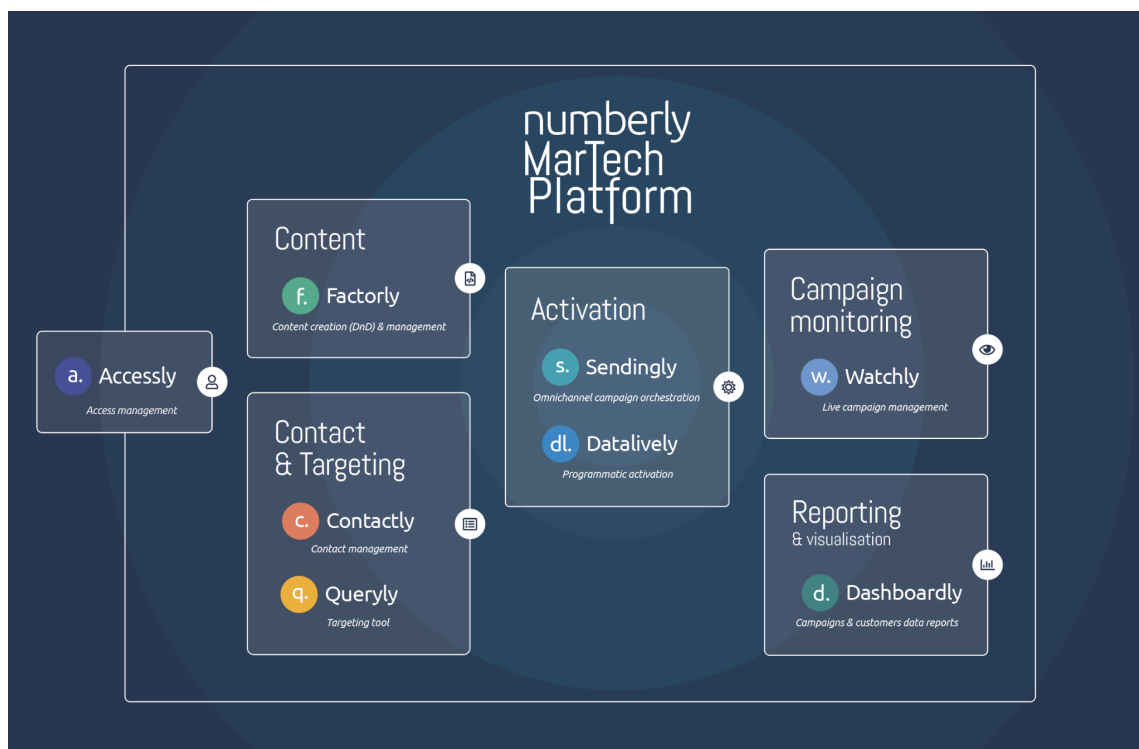 numberly
MarTech
Platform
a. Accessly
Access management
Content
f. Factorly
Content creation (DnD) & management
Contact
& Targeting
c. Contactly
Contact management
q. Queryly
Targeting tool
Activation
s. Sendingly
Omnichannel campaign orchestration
dl. Datalively
Programmatic activation
Campaign
monitoring
w. Watchly
Live campaign management
Reporting
& visualisation
d. Dashboardly
Campaigns & customers data reports